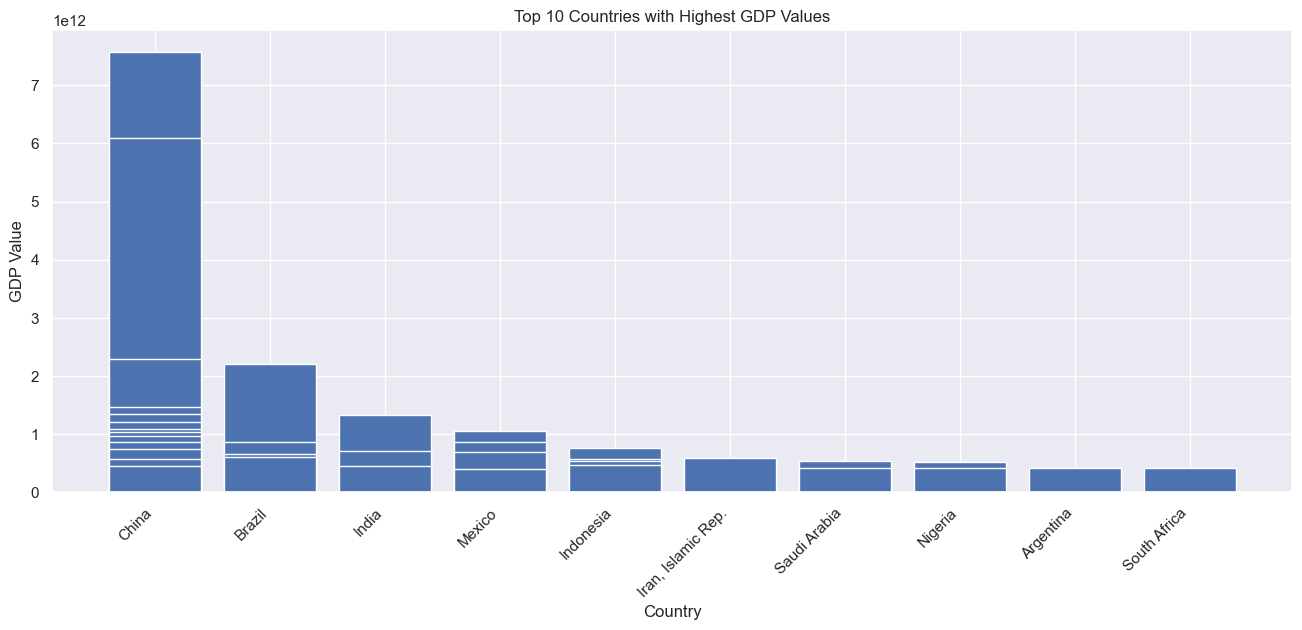 Top 10 Countries with Highest GDP Values
1e12
GDP Value
7
6
5
4
3
2
1
0
China
Brazil
India
Mexico
Indonesia
Iran, Islamic Rep.
Saudi Arabia
Nigeria
Argentina
South Africa
Country